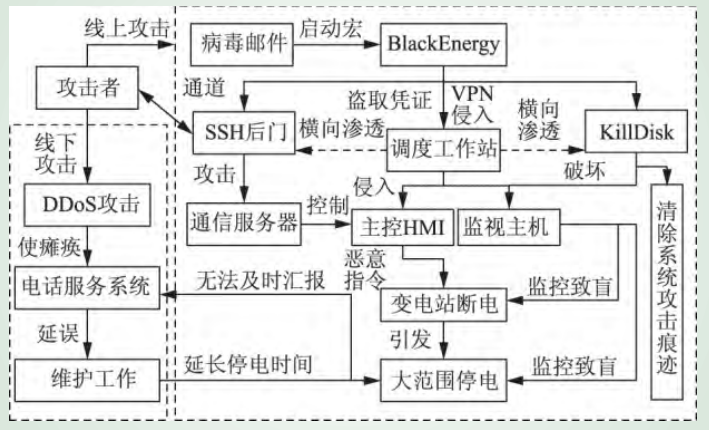 线上攻击
病毒邮件
启动宏
BlackEnergy
攻击者
通道
盗取凭证
VPN
侵入
横向
渗透
线下
攻击
SSH后门
横向渗透
调度工作站
KillDisk
攻击
侵入
破坏
DDoS攻击
通信服务器
控制
主控HMI
监视主机
清除系统攻击痕迹
使瘫痪
恶意
指令
电话服务系统
无法及时汇报
变电站断电
监控致盲
延误
引发
维护工作
延长停电时间
大范围停电
监控致盲